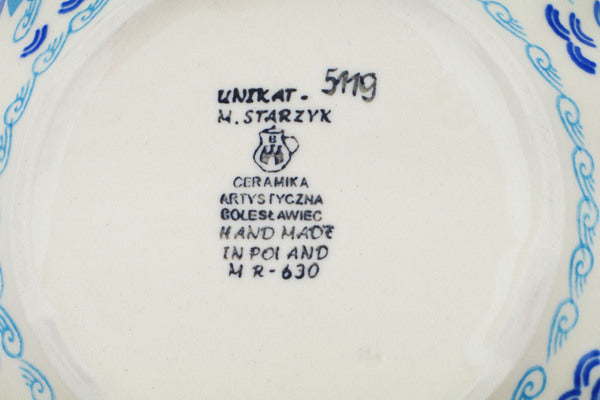 UNIKAT - 5119
M. STARZYK
B
CERAMIKA
ARTYSTYCZNA
BOLESŁAWIEC
HAND MADE
IN POLAND
M R - 630